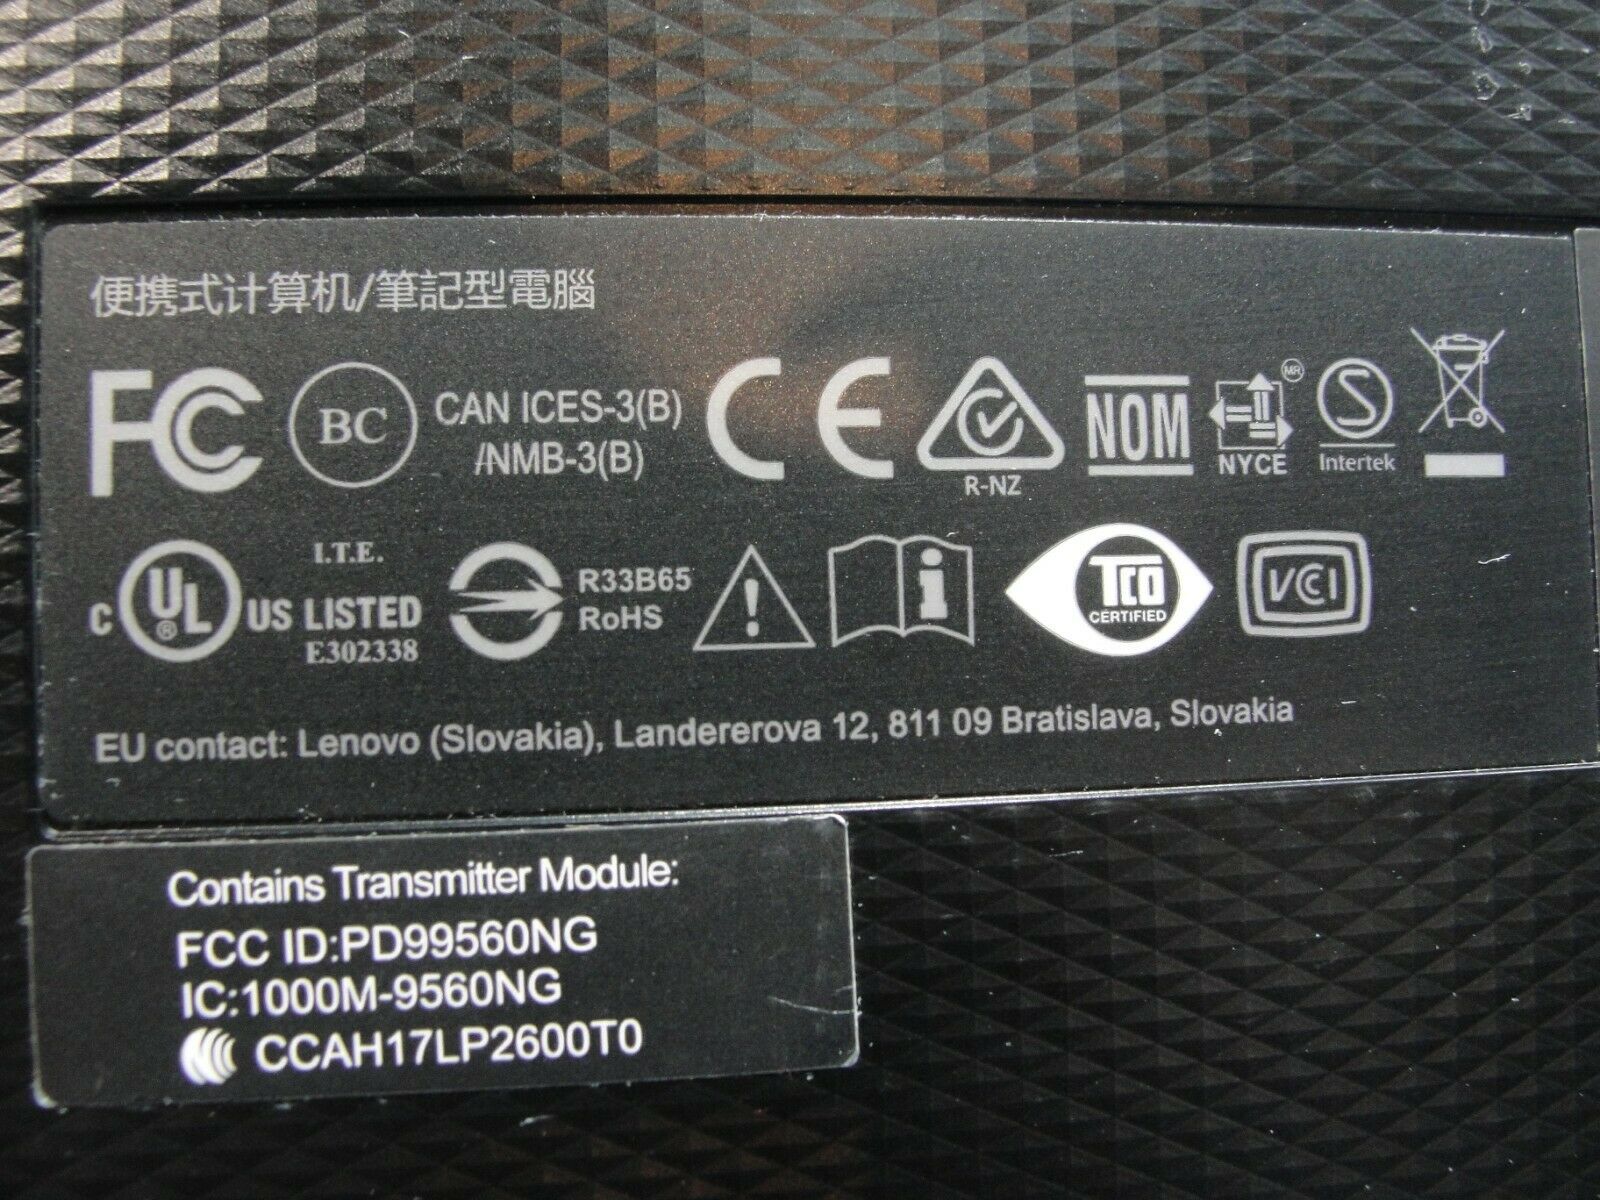 便携式计算机/筆記型電腦
FC BC CAN ICES-3(B) CE NOM MR
/NMB-3(B) R-NZ NYCE S Intertek
I.T.E.
c UL® US LISTED R33B65 i TCO VCCI
E302338 RoHS ! CERTIFIED
EU contact: Lenovo (Slovakia), Landererova 12, 811 09 Bratislava, Slovakia
Contains Transmitter Module:
FCC ID:PD99560NG
IC:1000M-9560NG
CCAH17LP2600T0